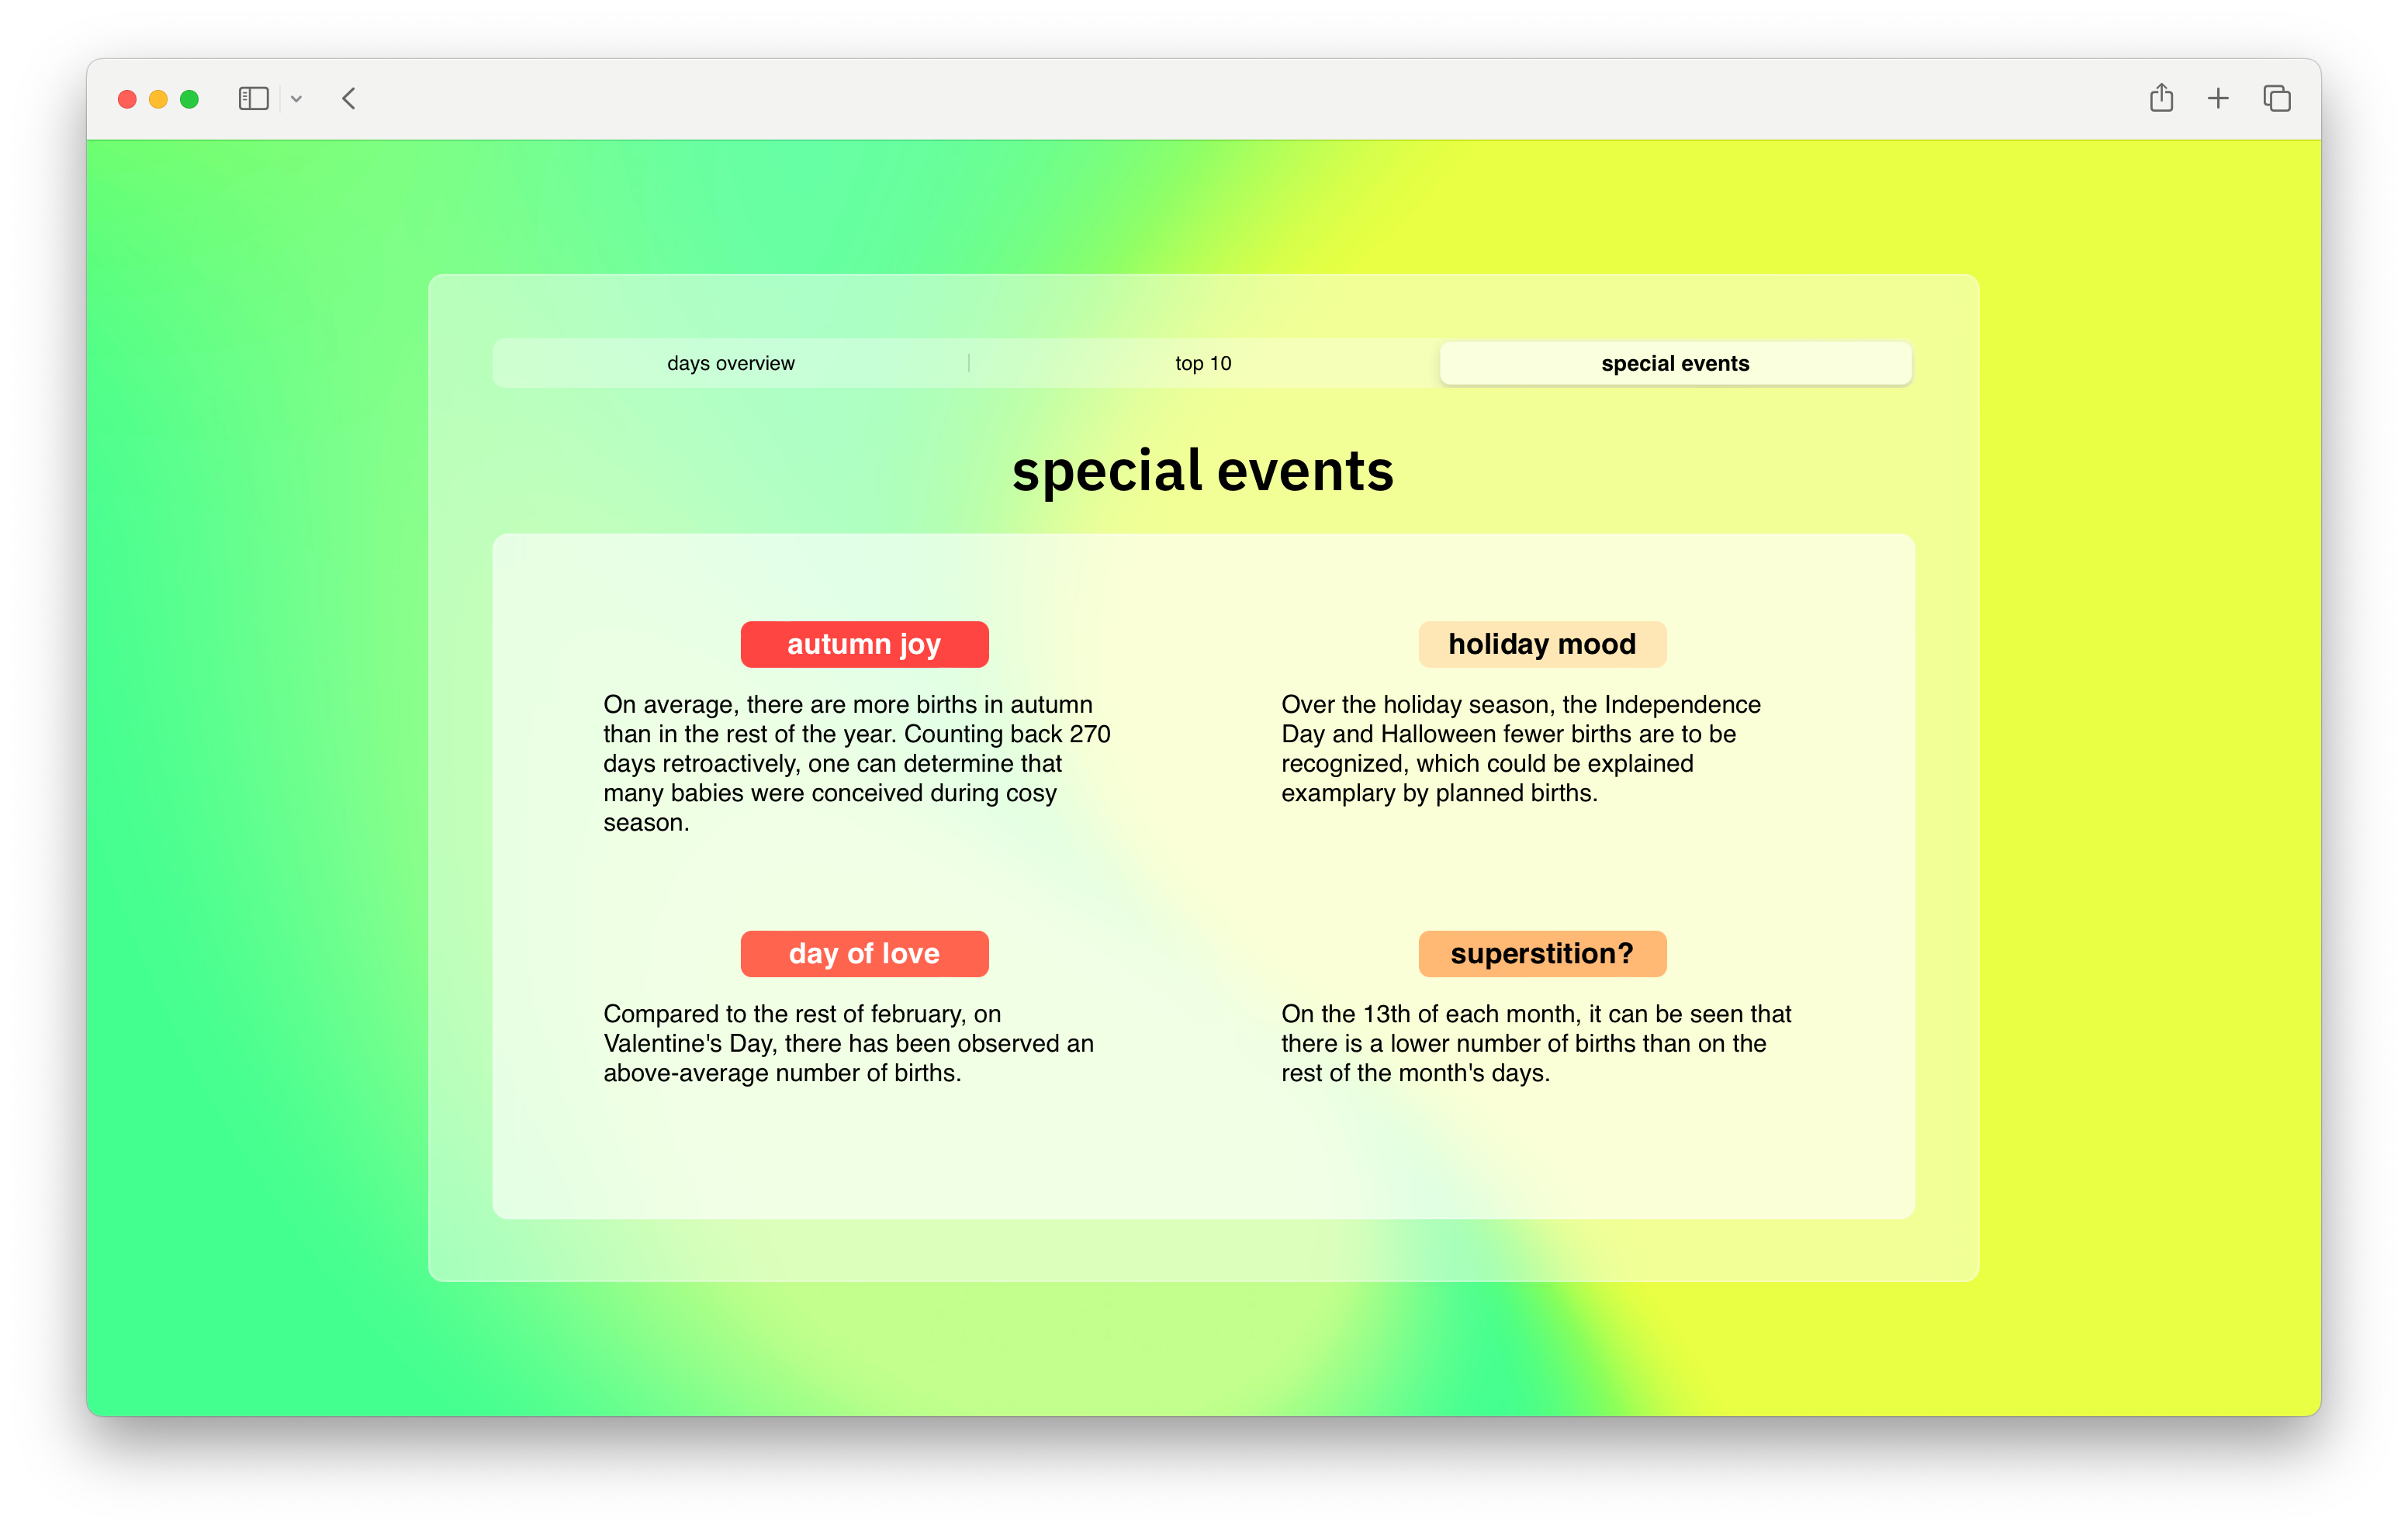 days overview
top 10
special events
special events
autumn joy
On average, there are more births in autumn
than in the rest of the year. Counting back 270
days retroactively, one can determine that
many babies were conceived during cosy
season.
holiday mood
Over the holiday season, the Independence
Day and Halloween fewer births are to be
recognized, which could be explained
examplary by planned births.
day of love
Compared to the rest of february, on
Valentine's Day, there has been observed an
above-average number of births.
superstition?
On the 13th of each month, it can be seen that
there is a lower number of births than on the
rest of the month's days.